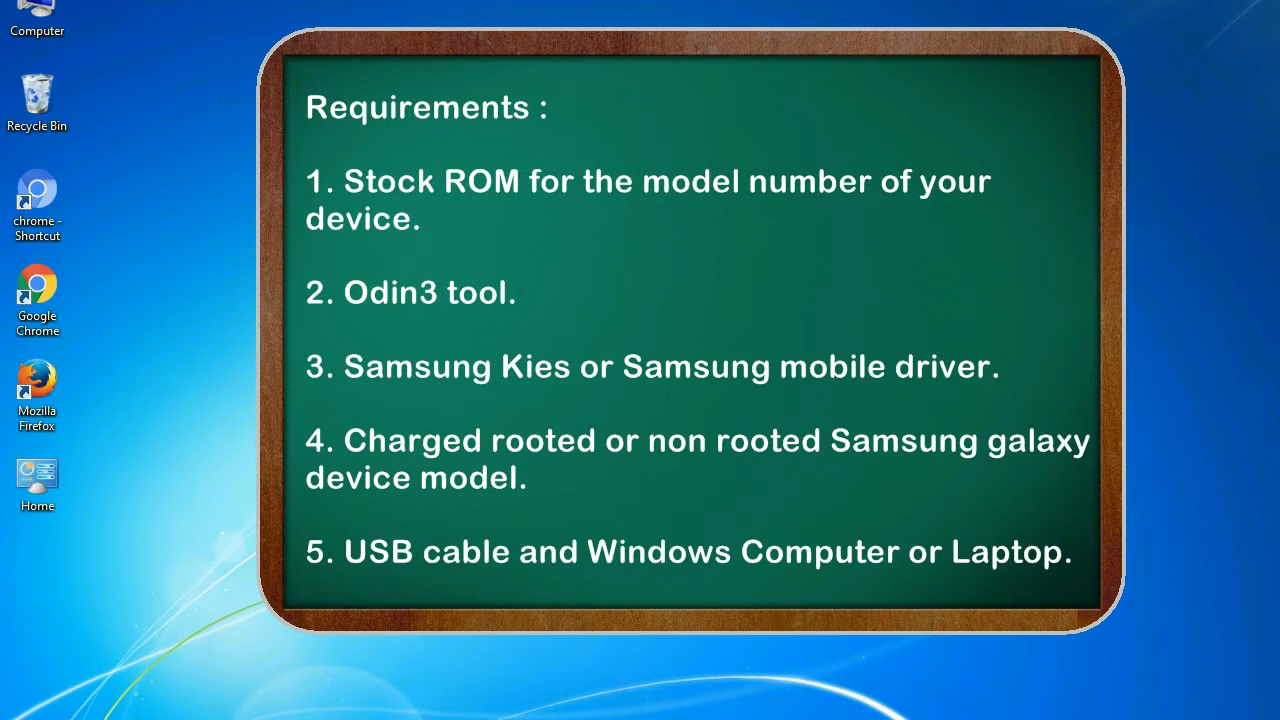 Computer
Recycle Bin
chrome -
Shortcut
Google
Chrome
Mozilla
Firefox
Home
Requirements :
1. Stock ROM for the model number of your
device.
2. Odin3 tool.
3. Samsung Kies or Samsung mobile driver.
4. Charged rooted or non rooted Samsung galaxy
device model.
5. USB cable and Windows Computer or Laptop.